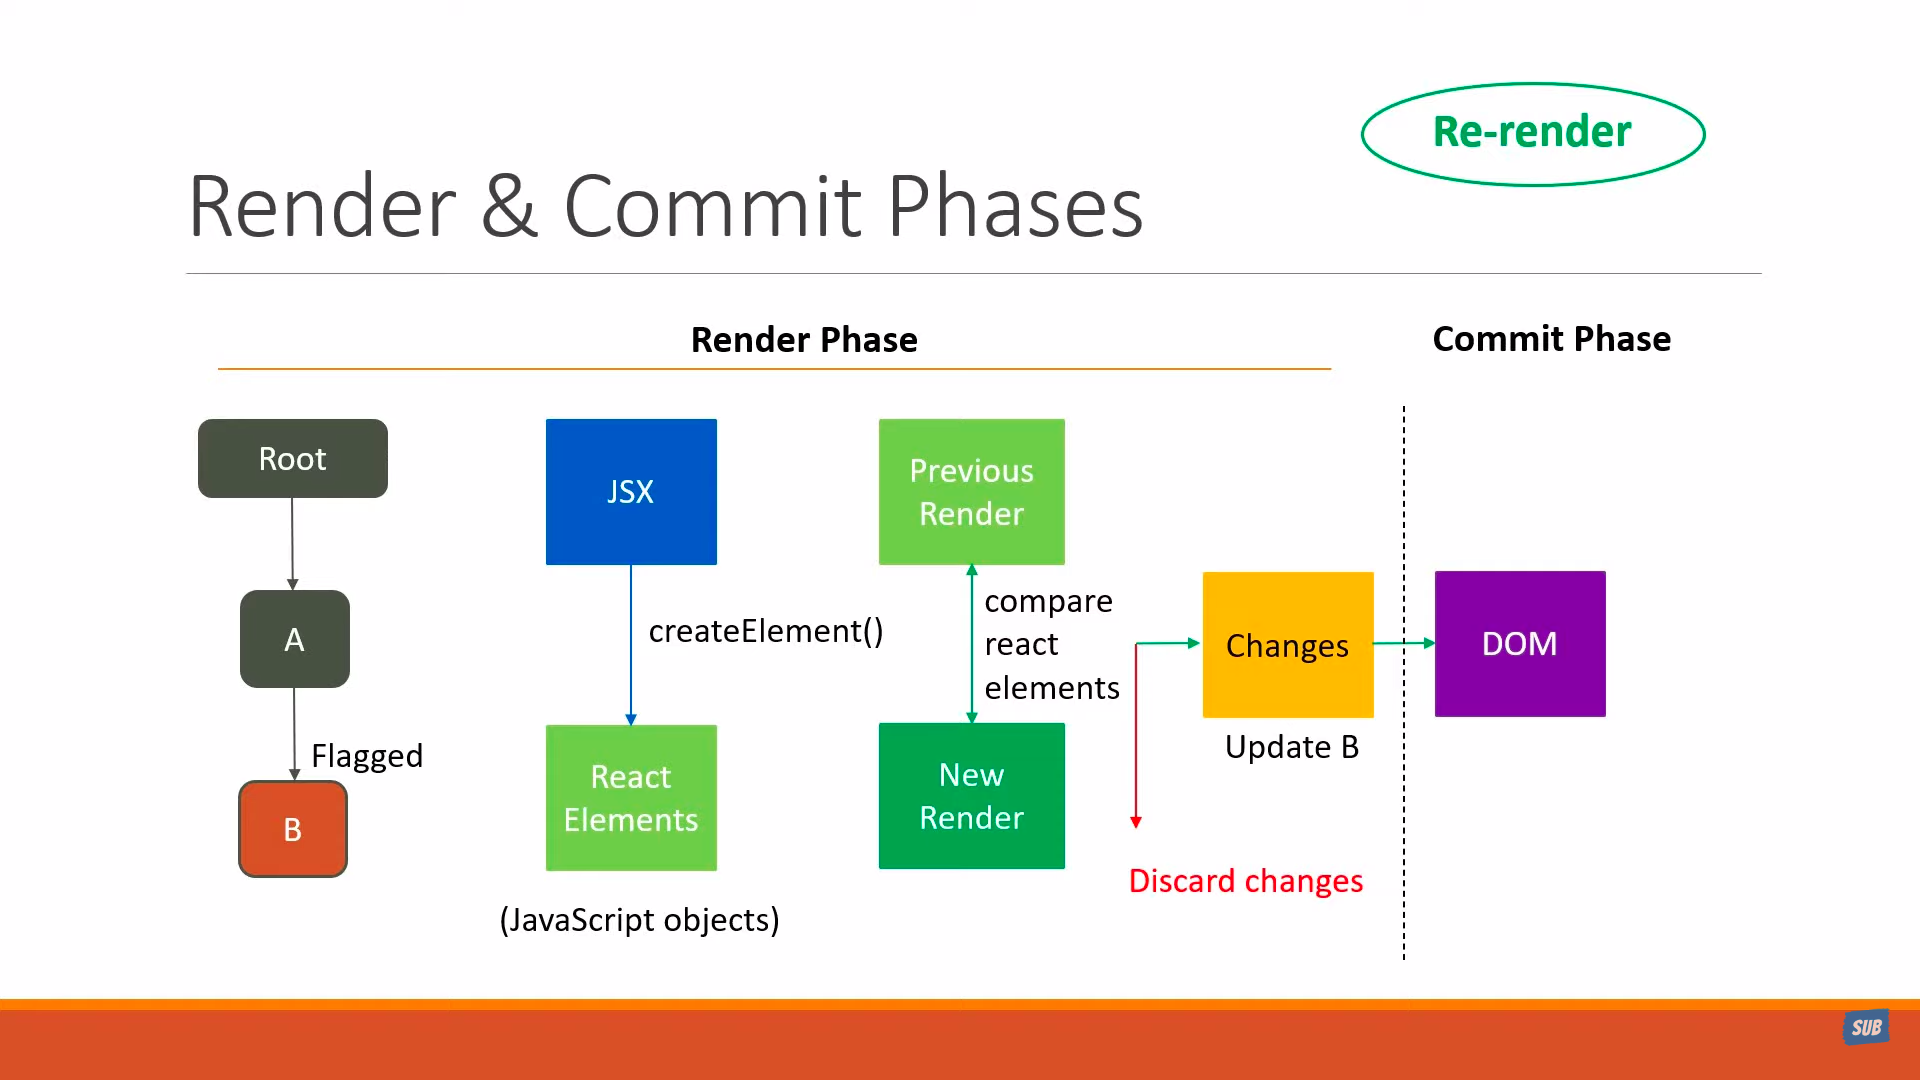 Re-render
Render & Commit Phases
Render Phase
Commit Phase
Root
A
Flagged
B
JSX
createElement()
React
Elements
(JavaScript objects)
Previous
Render
compare
react
elements
New
Render
Changes
Update B
Discard changes
DOM
SUB